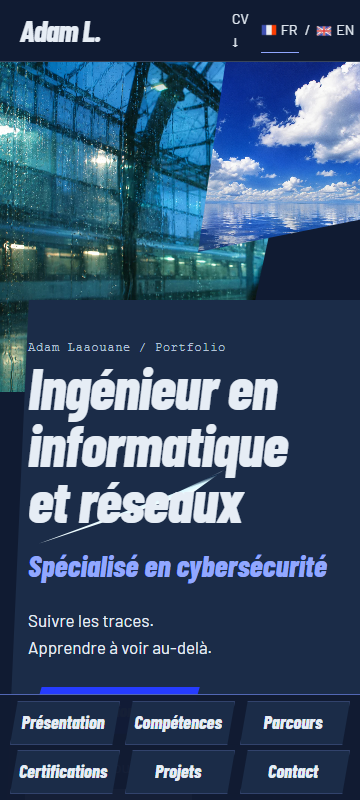 Adam L.
CV
↓
🇫🇷 FR / 🇬🇧 EN
Adam Laaouane / Portfolio
Ingénieur en
informatique
et réseaux
Spécialisé en cybersécurité
Suivre les traces.
Apprendre à voir au-delà.
Présentation
Compétences
Parcours
Certifications
Projets
Contact